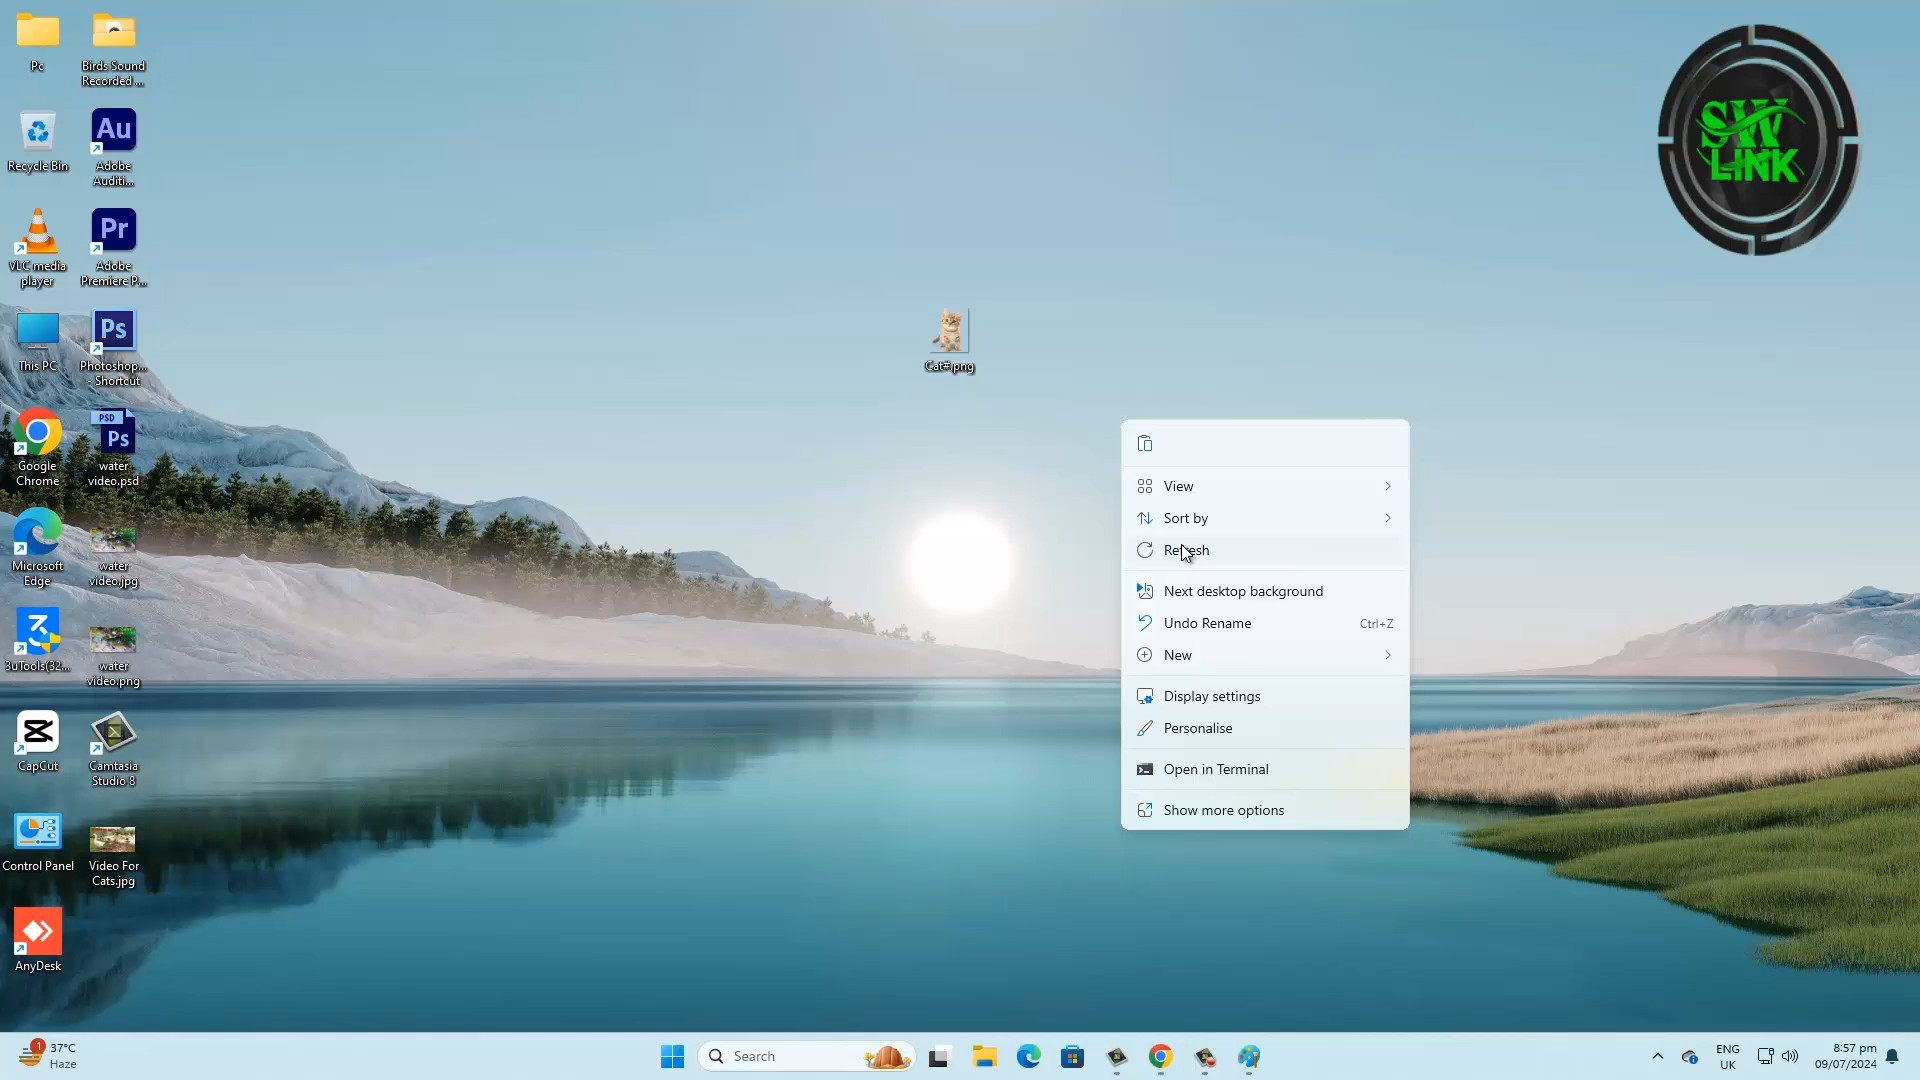 Pc
Birds Sound
Recorded ...
Recycle Bin
Adobe
Auditi...
VLC media
player
Adobe
Premiere P...
This PC
Photoshop...
- Shortcut
Google
Chrome
water
video.psd
Microsoft
Edge
water
video.jpg
3uTools(32...
water
video.png
CapCut
Camtasia
Studio 8
Control Panel
Video For
Cats.jpg
AnyDesk
Au
Pr
Ps
PSD
Ps
Cat#.png
SW
LINK
View
Sort by
Refresh
Next desktop background
Undo Rename Ctrl+Z
New
Display settings
Personalise
Open in Terminal
Show more options
1
37°C
Haze
Search
ENG
UK
8:57 pm
09/07/2024